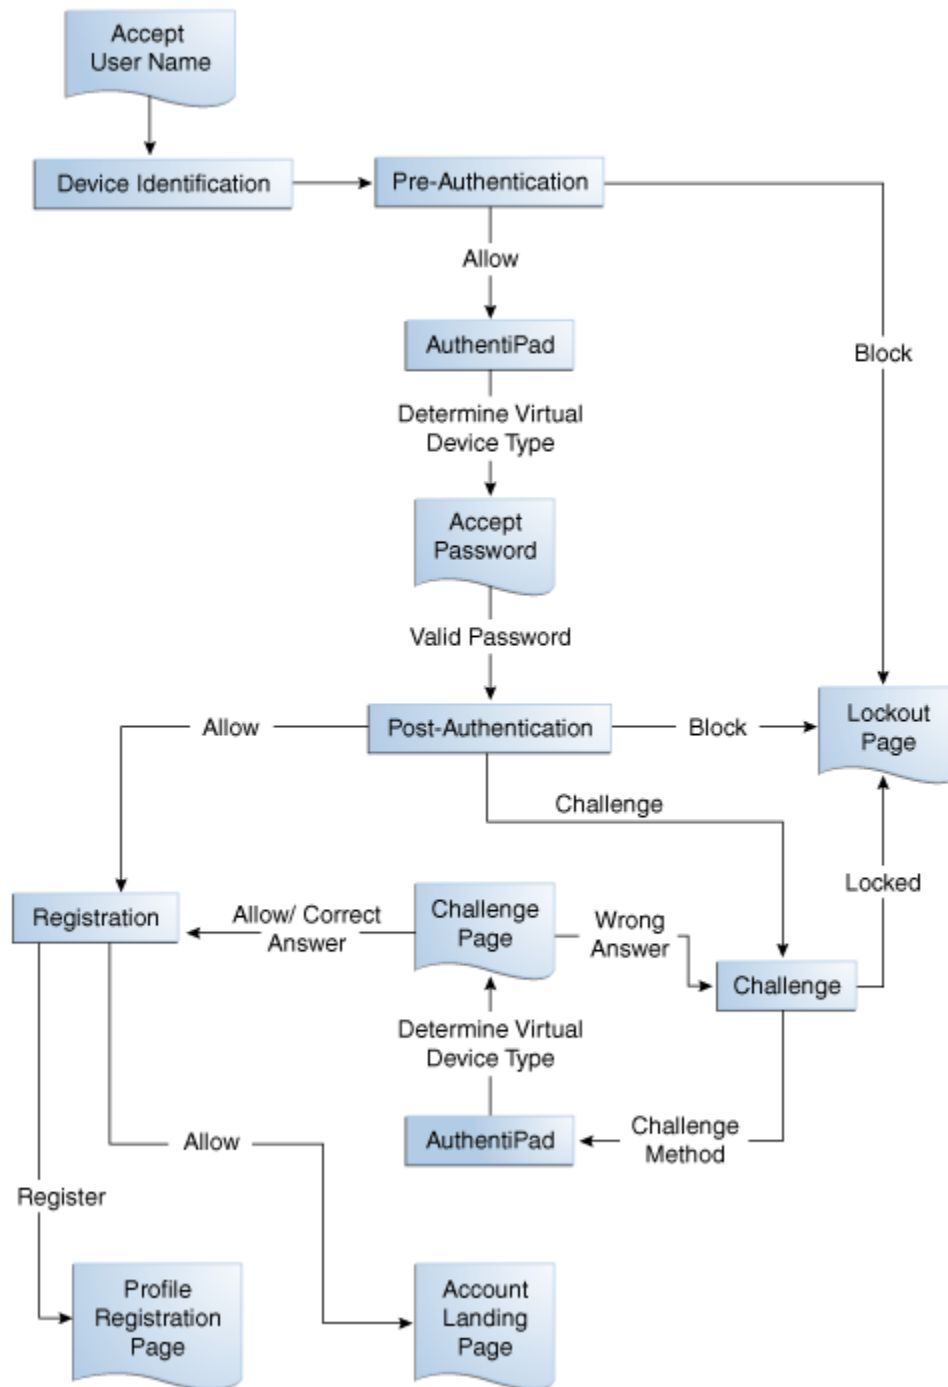 Accept
User Name
Device Identification
Pre-Authentication
Allow
Block
AuthentiPad
Determine Virtual
Device Type
Accept
Password
Valid Password
Allow
Post-Authentication
Block
Lockout
Page
Challenge
Locked
Registration
Allow/ Correct
Answer
Challenge
Page
Wrong
Answer
Challenge
Determine Virtual
Device Type
AuthentiPad
Challenge
Method
Allow
Register
Profile
Registration
Page
Account
Landing
Page